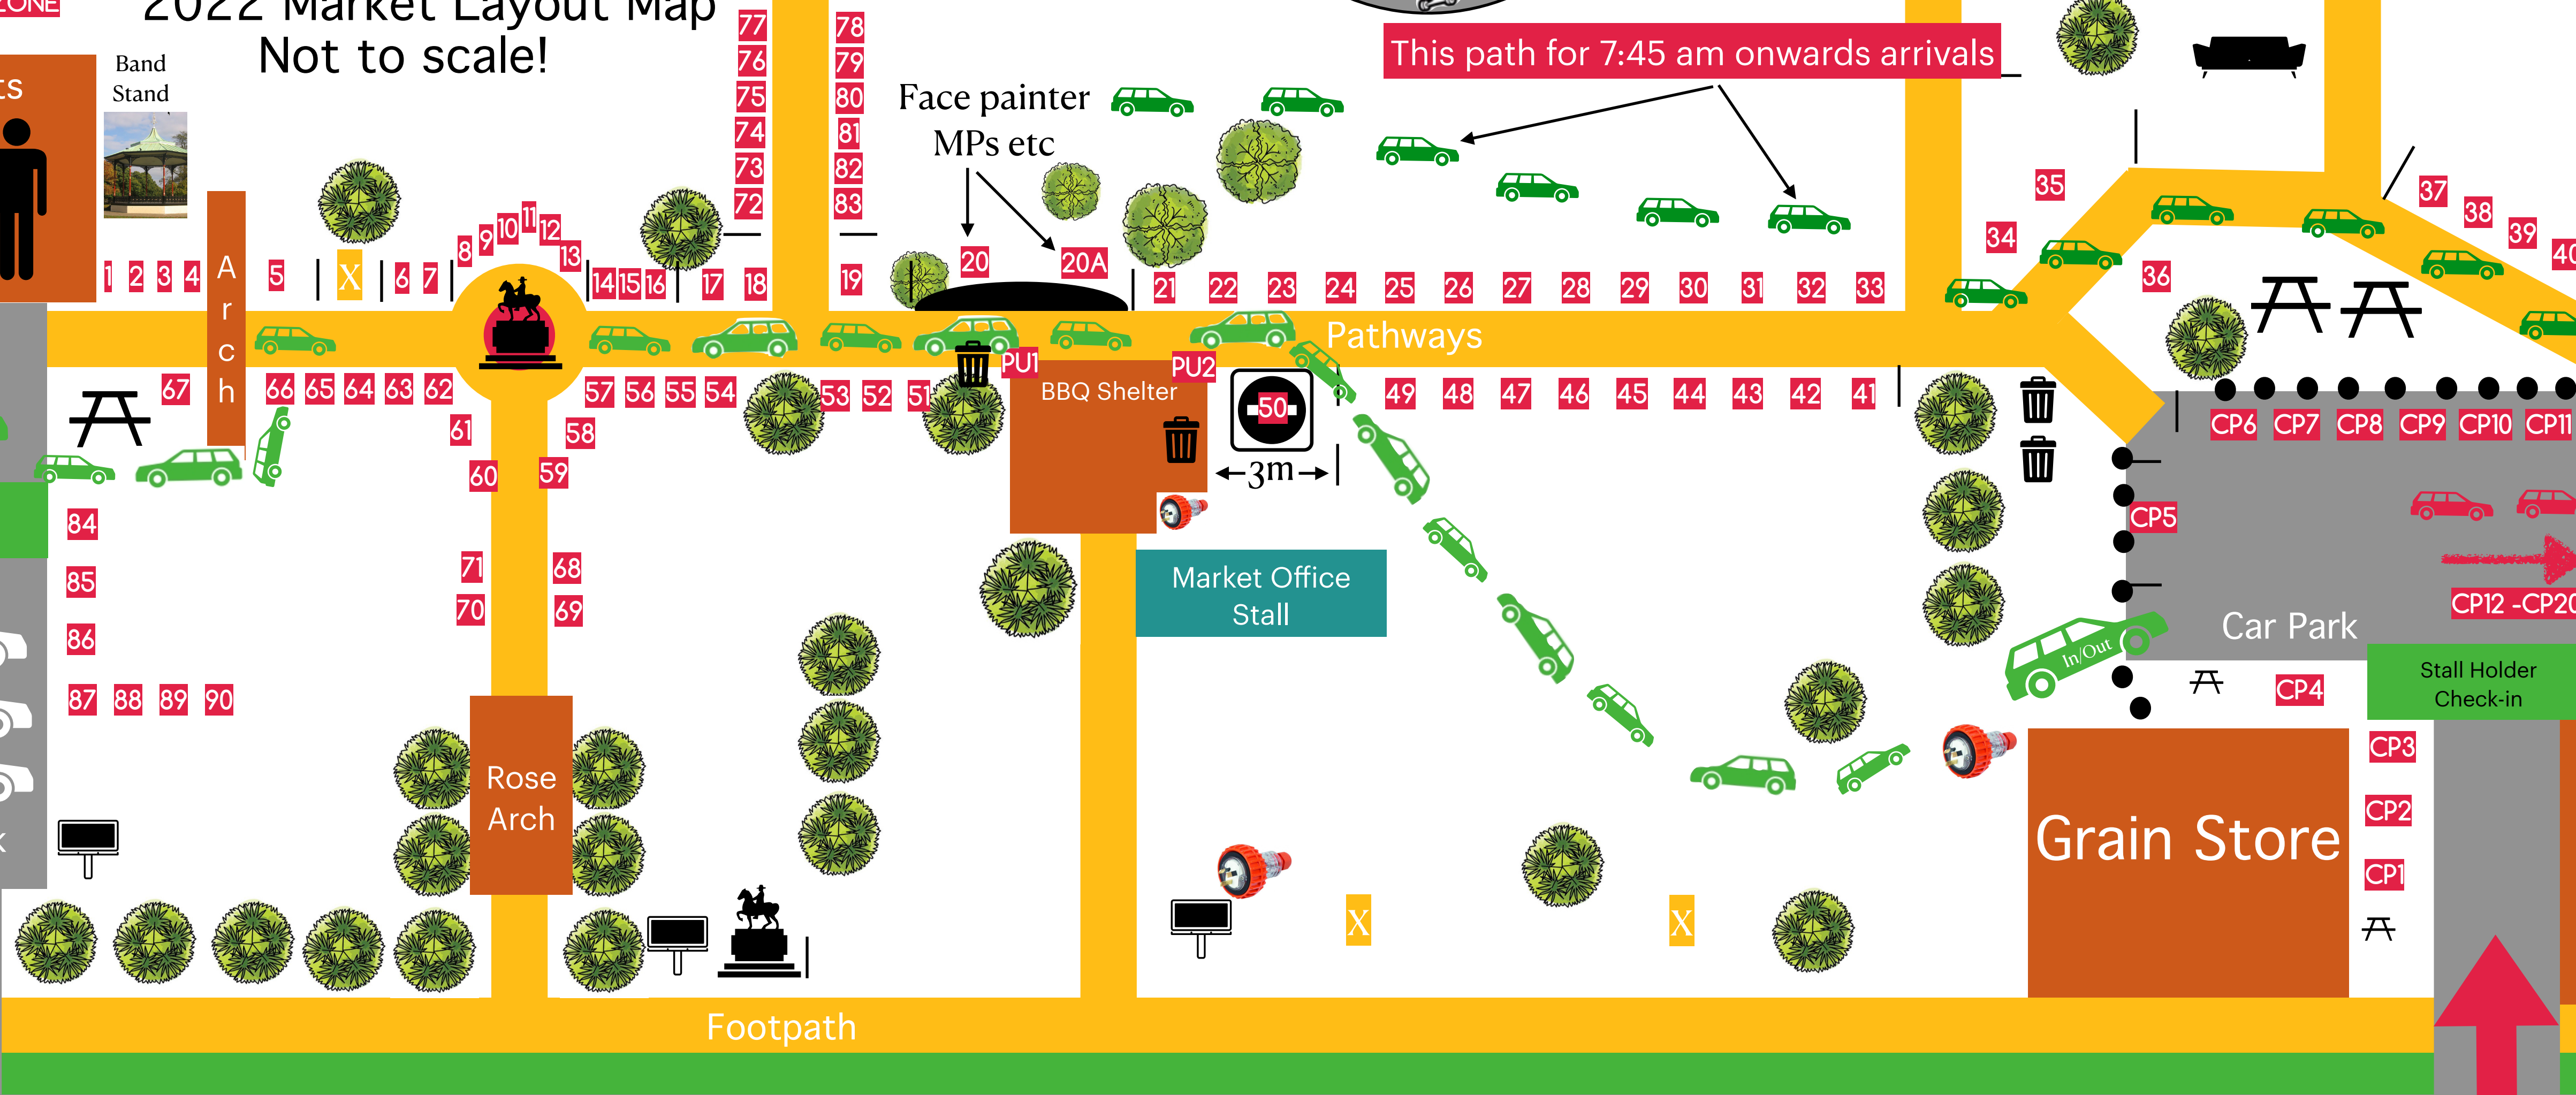 ZONE
2022 Market Layout Map
Not to scale!
ts
Band
Stand
77
76
75
74
73
72
78
79
80
81
82
83
This path for 7:45 am onwards arrivals
Face painter
MPs etc
1 2 3 4
Arch
5
X
6 7
8 9 10 11 12 13
14 15 16
17 18
19
20
20A
21 22 23 24 25 26 27 28 29 30 31 32 33
34
35
36
37
38
39
40
Pathways
67
66 65 64 63 62
61
60
57 56 55 54
58
59
53 52 51
PU1
PU2
BBQ Shelter
50
3m
49 48 47 46 45 44 43 42 41
CP6 CP7 CP8 CP9 CP10 CP11
CP5
CP12 -CP20
84
85
86
87 88 89 90
71
70
68
69
Market Office
Stall
Car Park
In/Out
Stall Holder
Check-in
CP4
CP3
CP2
CP1
Rose
Arch
Grain Store
k
X
X
Footpath